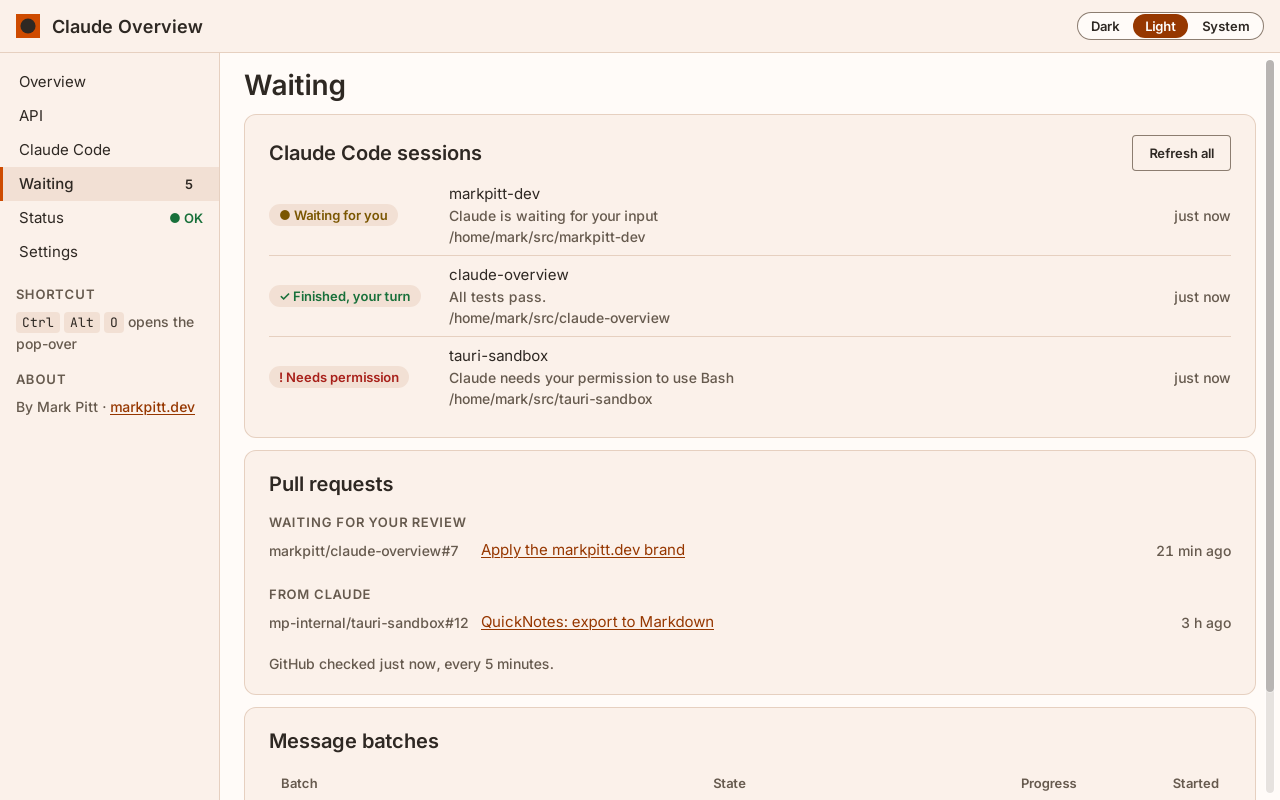 Claude Overview
Dark Light System
Overview
API
Claude Code
Waiting 5
Status OK
Settings
SHORTCUT
Ctrl Alt O opens the
pop-over
ABOUT
By Mark Pitt · markpitt.dev
Waiting
Claude Code sessions
Refresh all
markpitt-dev
Waiting for you
Claude is waiting for your input
just now
/home/mark/src/markpitt-dev
claude-overview
✓ Finished, your turn
All tests pass.
just now
/home/mark/src/claude-overview
tauri-sandbox
! Needs permission
Claude needs your permission to use Bash
just now
/home/mark/src/tauri-sandbox
Pull requests
WAITING FOR YOUR REVIEW
markpitt/claude-overview#7 Apply the markpitt.dev brand 21 min ago
FROM CLAUDE
mp-internal/tauri-sandbox#12 QuickNotes: export to Markdown 3 h ago
GitHub checked just now, every 5 minutes.
Message batches
Batch State Progress Started